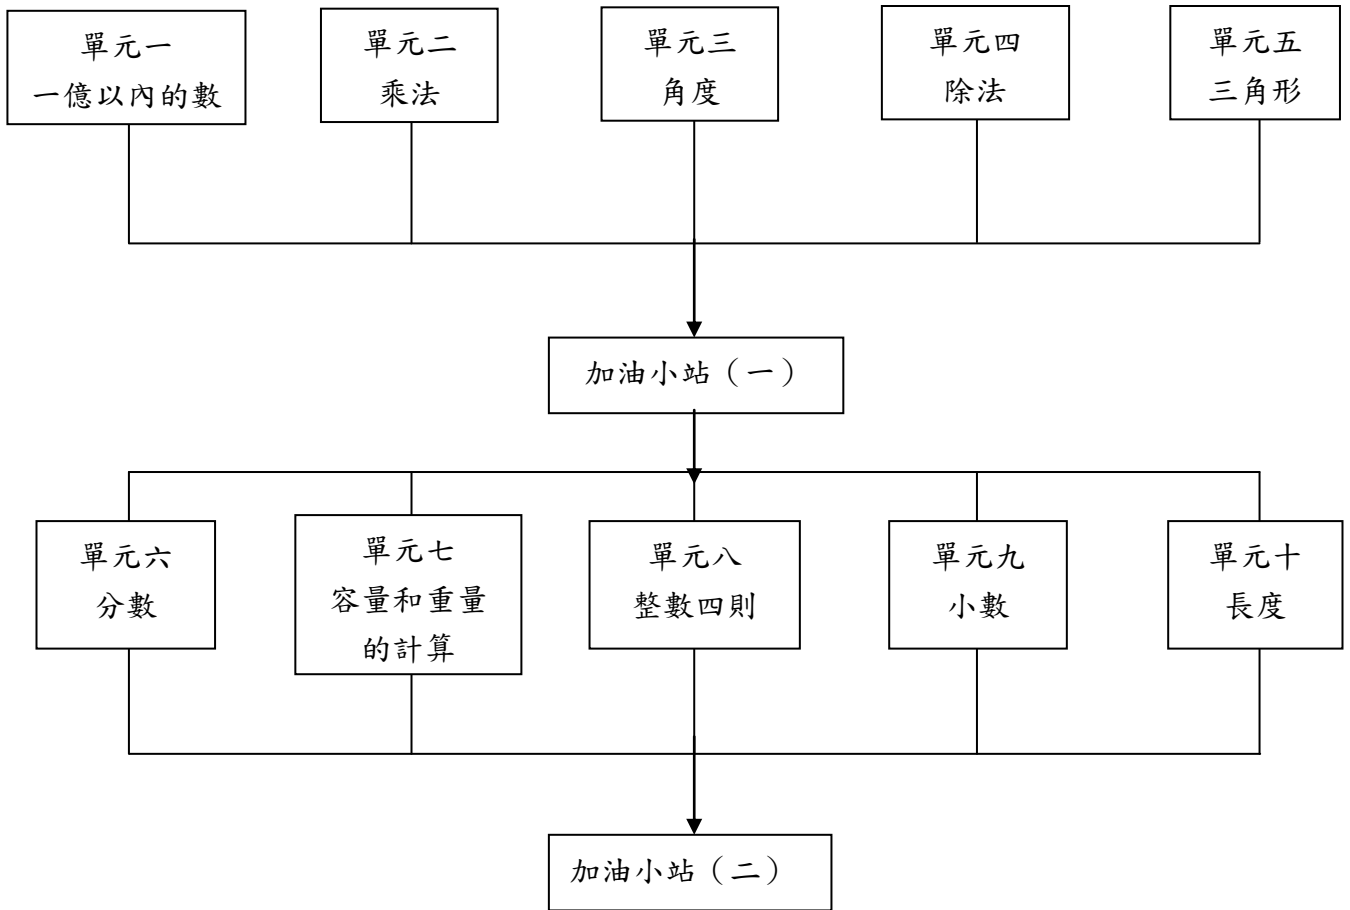 單元一
一億以內的數
單元二
乘法
單元三
角度
單元四
除法
單元五
三角形
加油小站（一）
單元六
分數
單元七
容量和重量
的計算
單元八
整數四則
單元九
小數
單元十
長度
加油小站（二）